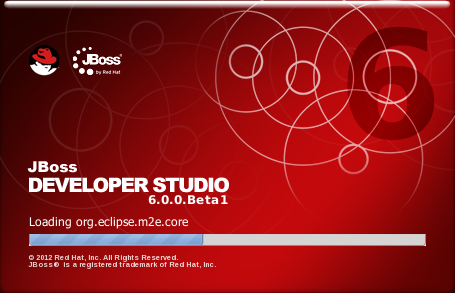 6
JBoss
by Red Hat
JBoss
DEVELOPER STUDIO
6.0.0.Beta1
Loading org.eclipse.m2e.core
© 2012 Red Hat, Inc. All Rights Reserved.
JBoss® is a registered trademark of Red Hat, Inc.